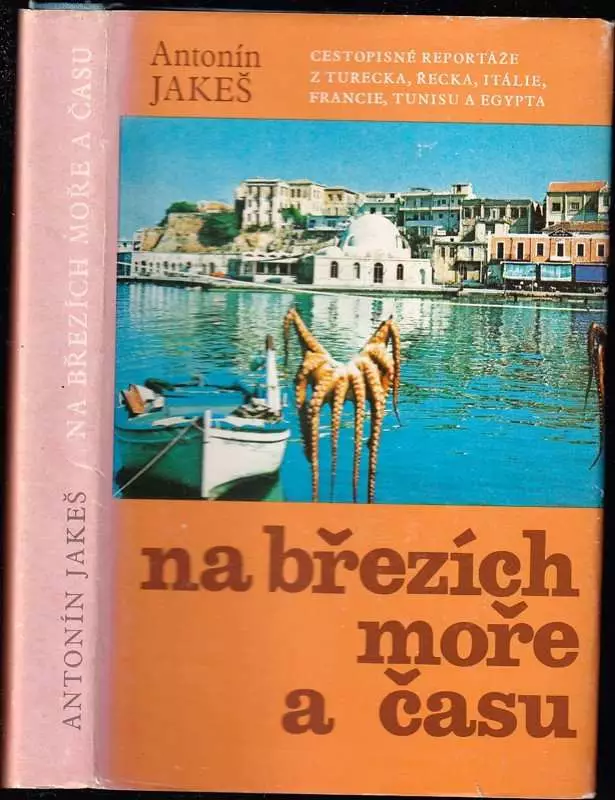 ANTONÍN JAKEŠ / NA BŘEZÍCH MOŘE A ČASU
Antonín
JAKEŠ
CESTOPISNÉ REPORTÁŽE
Z TURECKA, ŘECKA, ITÁLIE,
FRANCIE, TUNISU A EGYPTA
na březích
moře
a času